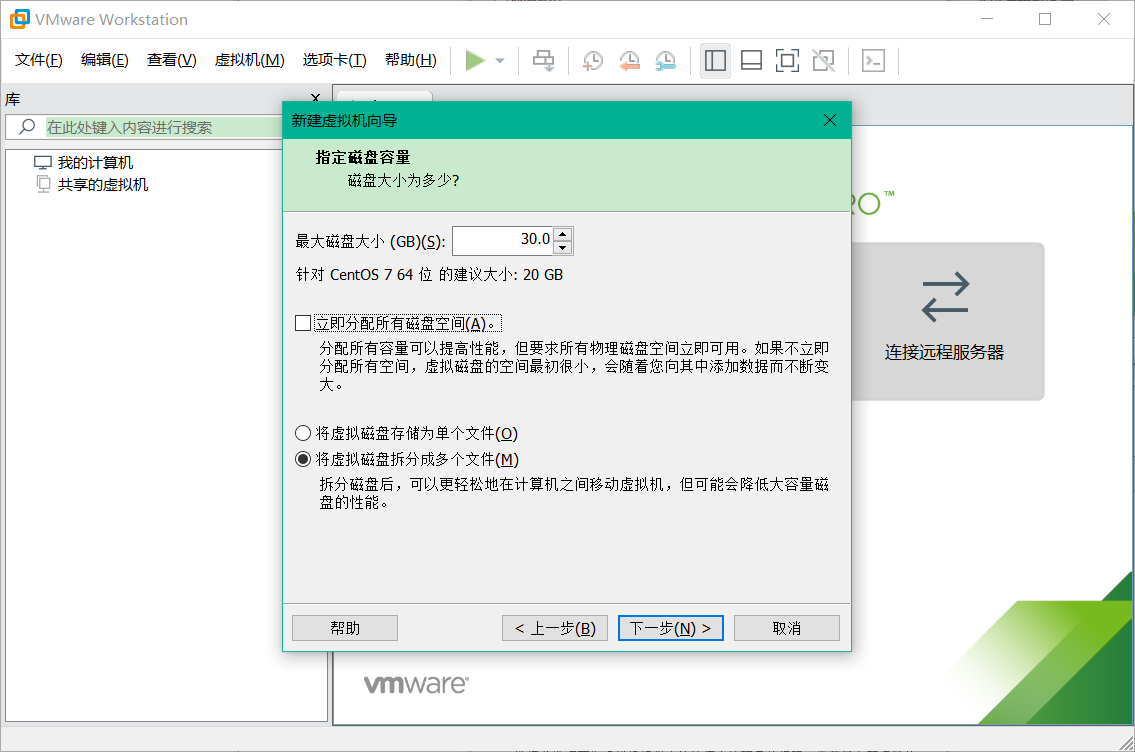 VMware Workstation
文件(F) 编辑(E) 查看(V) 虚拟机(M) 选项卡(T) 帮助(H)
库
在此处键入内容进行搜索
我的计算机
共享的虚拟机
新建虚拟机向导
指定磁盘容量
磁盘大小为多少?
最大磁盘大小 (GB)(S): 30.0
针对 CentOS 7 64 位 的建议大小: 20 GB
立即分配所有磁盘空间(A)。
分配所有容量可以提高性能，但要求所有物理磁盘空间立即可用。如果不立即
分配所有空间，虚拟磁盘的空间最初很小，会随着您向其中添加数据而不断变
大。
将虚拟磁盘存储为单个文件(O)
将虚拟磁盘拆分成多个文件(M)
拆分磁盘后，可以更轻松地在计算机之间移动虚拟机，但可能会降低大容量磁
盘的性能。
帮助 < 上一步(B) 下一步(N) > 取消
O™
连接远程服务器
vmware®